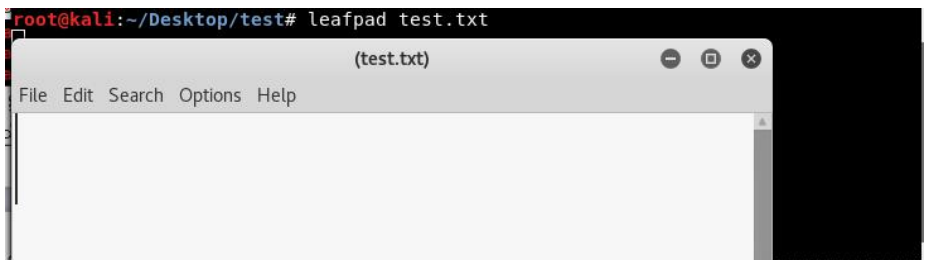 root@kali:~/Desktop/test# leafpad test.txt
(test.txt)
File Edit Search Options Help